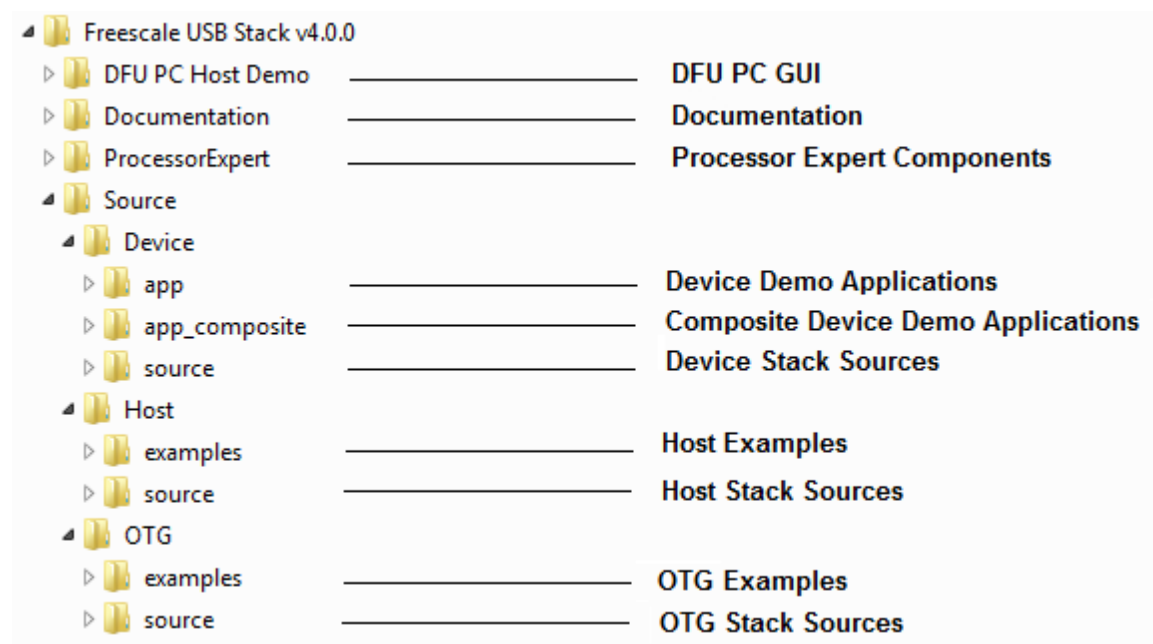 Freescale USB Stack v4.0.0
DFU PC Host Demo DFU PC GUI
Documentation Documentation
ProcessorExpert Processor Expert Components
Source
Device
app Device Demo Applications
app_composite Composite Device Demo Applications
source Device Stack Sources
Host
examples Host Examples
source Host Stack Sources
OTG
examples OTG Examples
source OTG Stack Sources